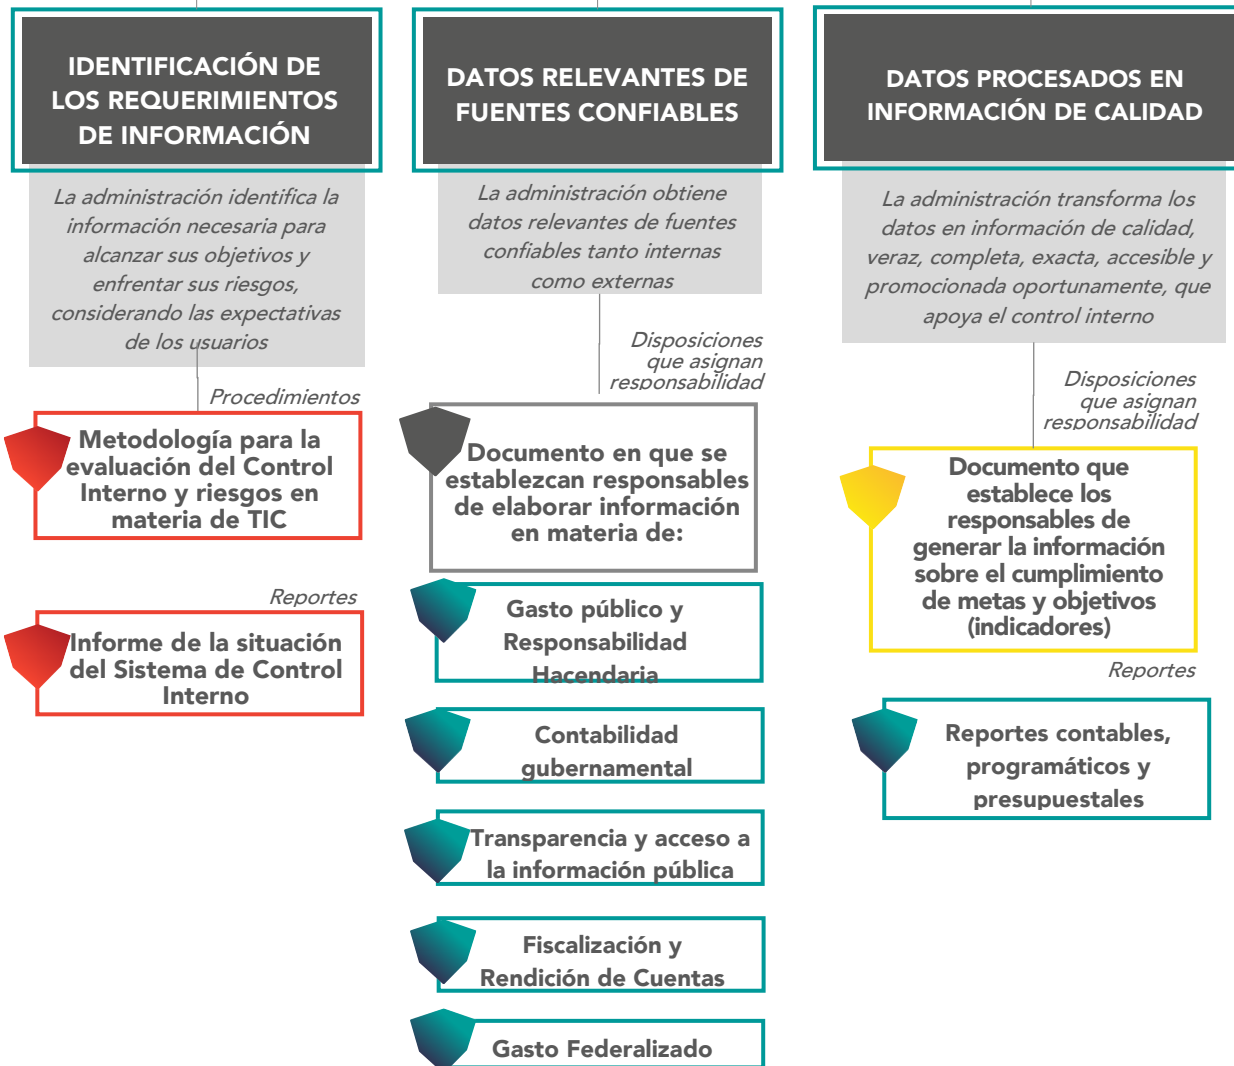 IDENTIFICACIÓN DE
LOS REQUERIMIENTOS
DE INFORMACIÓN
La administración identifica la
información necesaria para
alcanzar sus objetivos y
enfrentar sus riesgos,
considerando las expectativas
de los usuarios
Procedimientos
Metodología para la
evaluación del Control
Interno y riesgos en
materia de TIC
Reportes
Informe de la situación
del Sistema de Control
Interno
DATOS RELEVANTES DE
FUENTES CONFIABLES
La administración obtiene
datos relevantes de fuentes
confiables tanto internas
como externas
Disposiciones
que asignan
responsabilidad
Documento en que se
establezcan responsables
de elaborar información
en materia de:
Gasto público y
Responsabilidad
Hacendaria
Contabilidad
gubernamental
Transparencia y acceso a
la información pública
Fiscalización y
Rendición de Cuentas
Gasto Federalizado
DATOS PROCESADOS EN
INFORMACIÓN DE CALIDAD
La administración transforma los
datos en información de calidad,
veraz, completa, exacta, accesible y
promocionada oportunamente, que
apoya el control interno
Disposiciones
que asignan
responsabilidad
Documento que
establece los
responsables de
generar la información
sobre el cumplimiento
de metas y objetivos
(indicadores)
Reportes
Reportes contables,
programáticos y
presupuestales